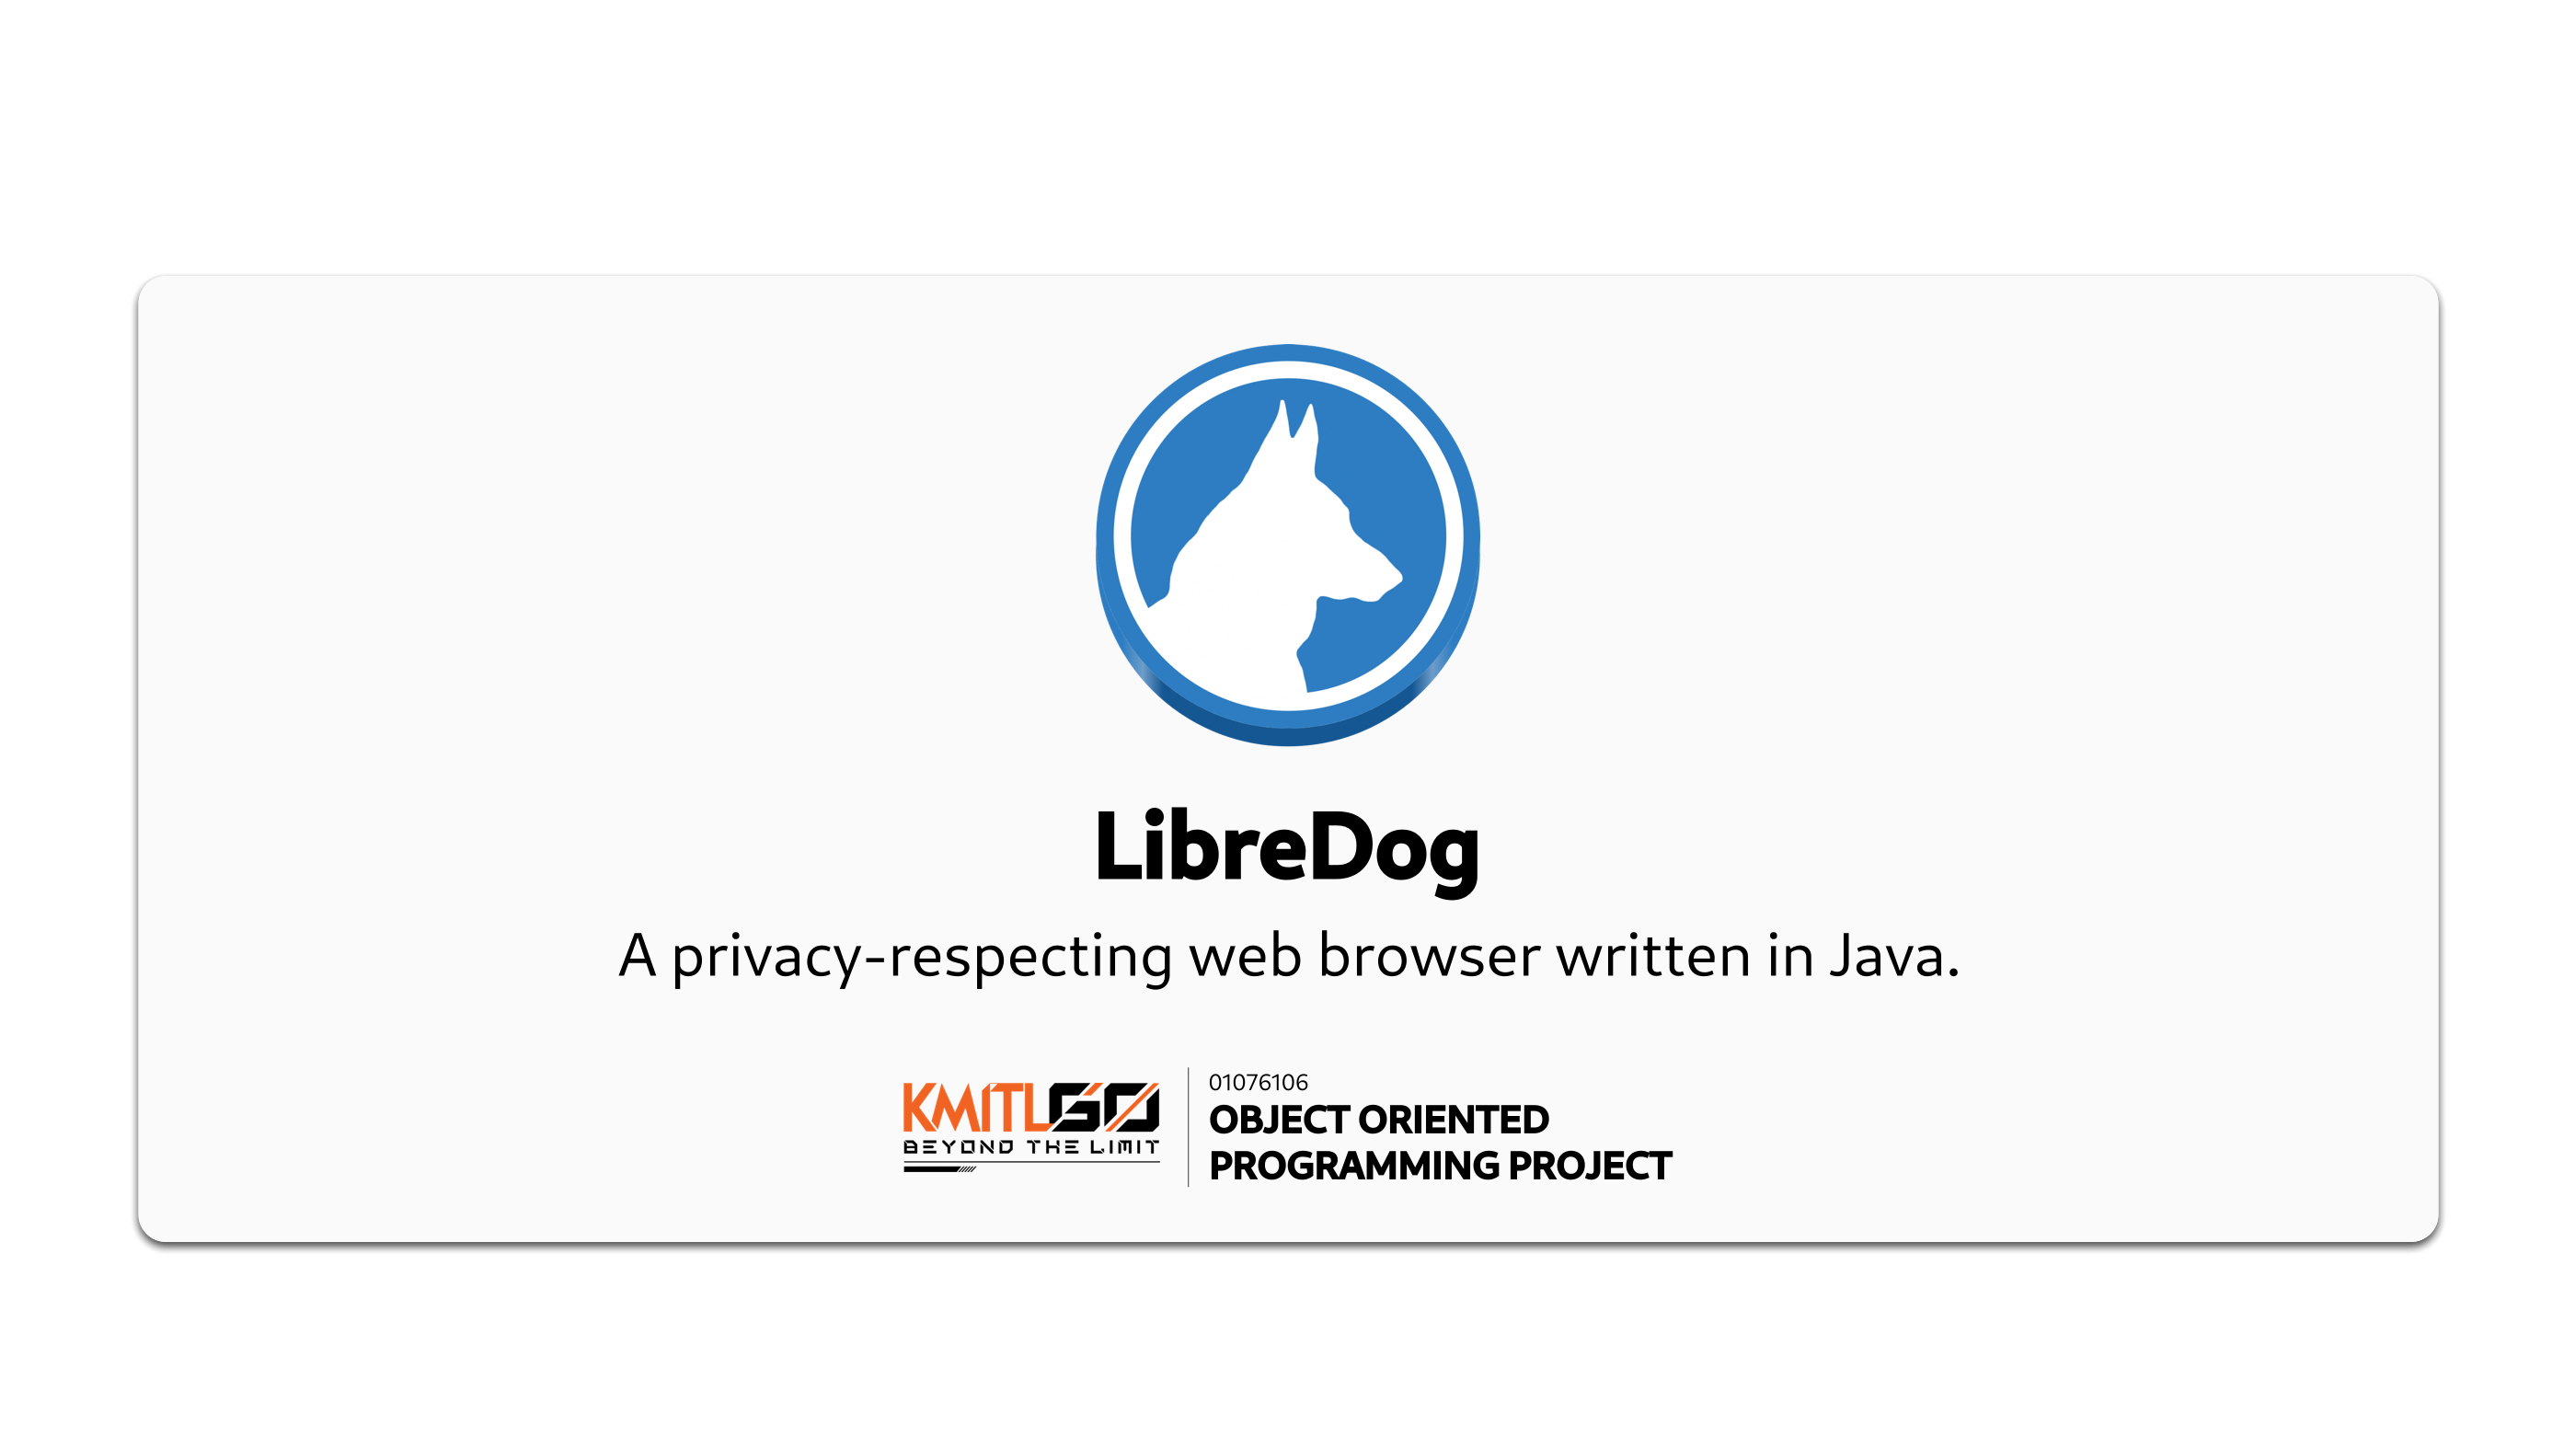 LibreDog
A privacy-respecting web browser written in Java.
KMITL60
BEYOND THE LIMIT
01076106
OBJECT ORIENTED
PROGRAMMING PROJECT